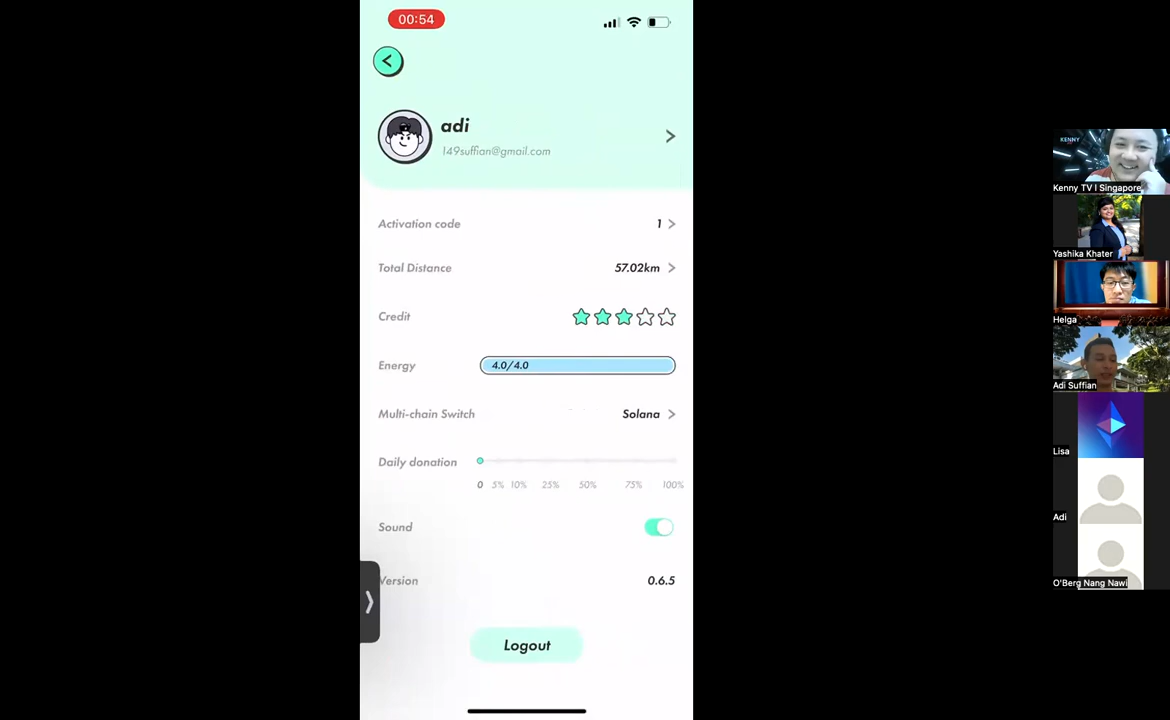 00:54
adi
149suffian@gmail.com
Activation code 1
Total Distance 57.02km
Credit
Energy 4.0/4.0
Multi-chain Switch Solana
Daily donation
0 5% 10% 25% 50% 75% 100%
Sound
Version 0.6.5
Logout
KENNY
Kenny TV I Singapore
Yashika Khater
Helga
Adi Suffian
Lisa
Adi
O'Berg Nang Nawi